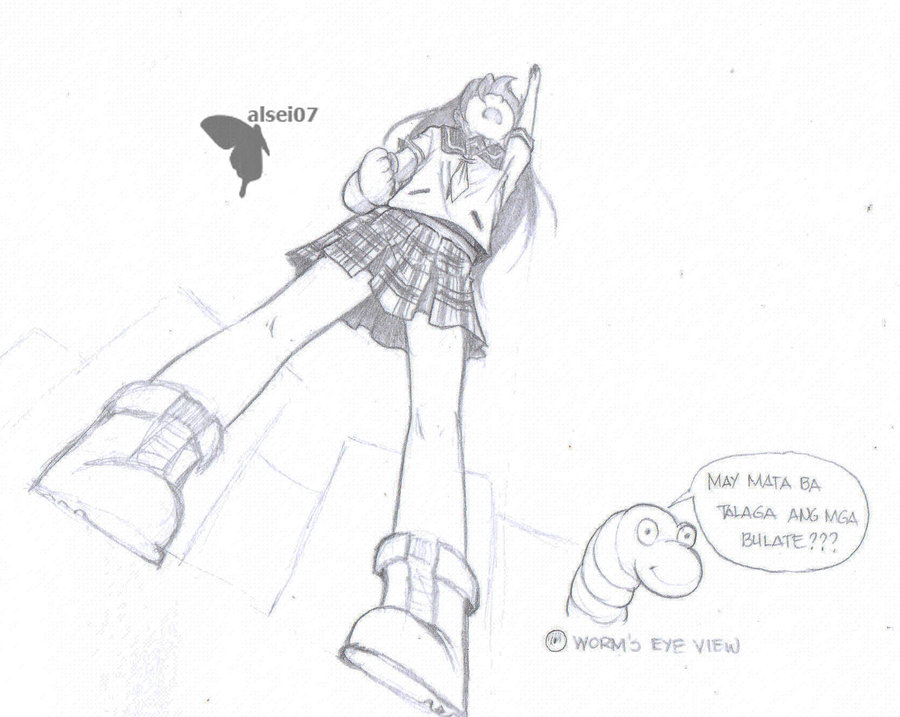 alsei07
MAY MATA BA
TALAGA ANG MGA
BULATE???
WORM'S EYE VIEW